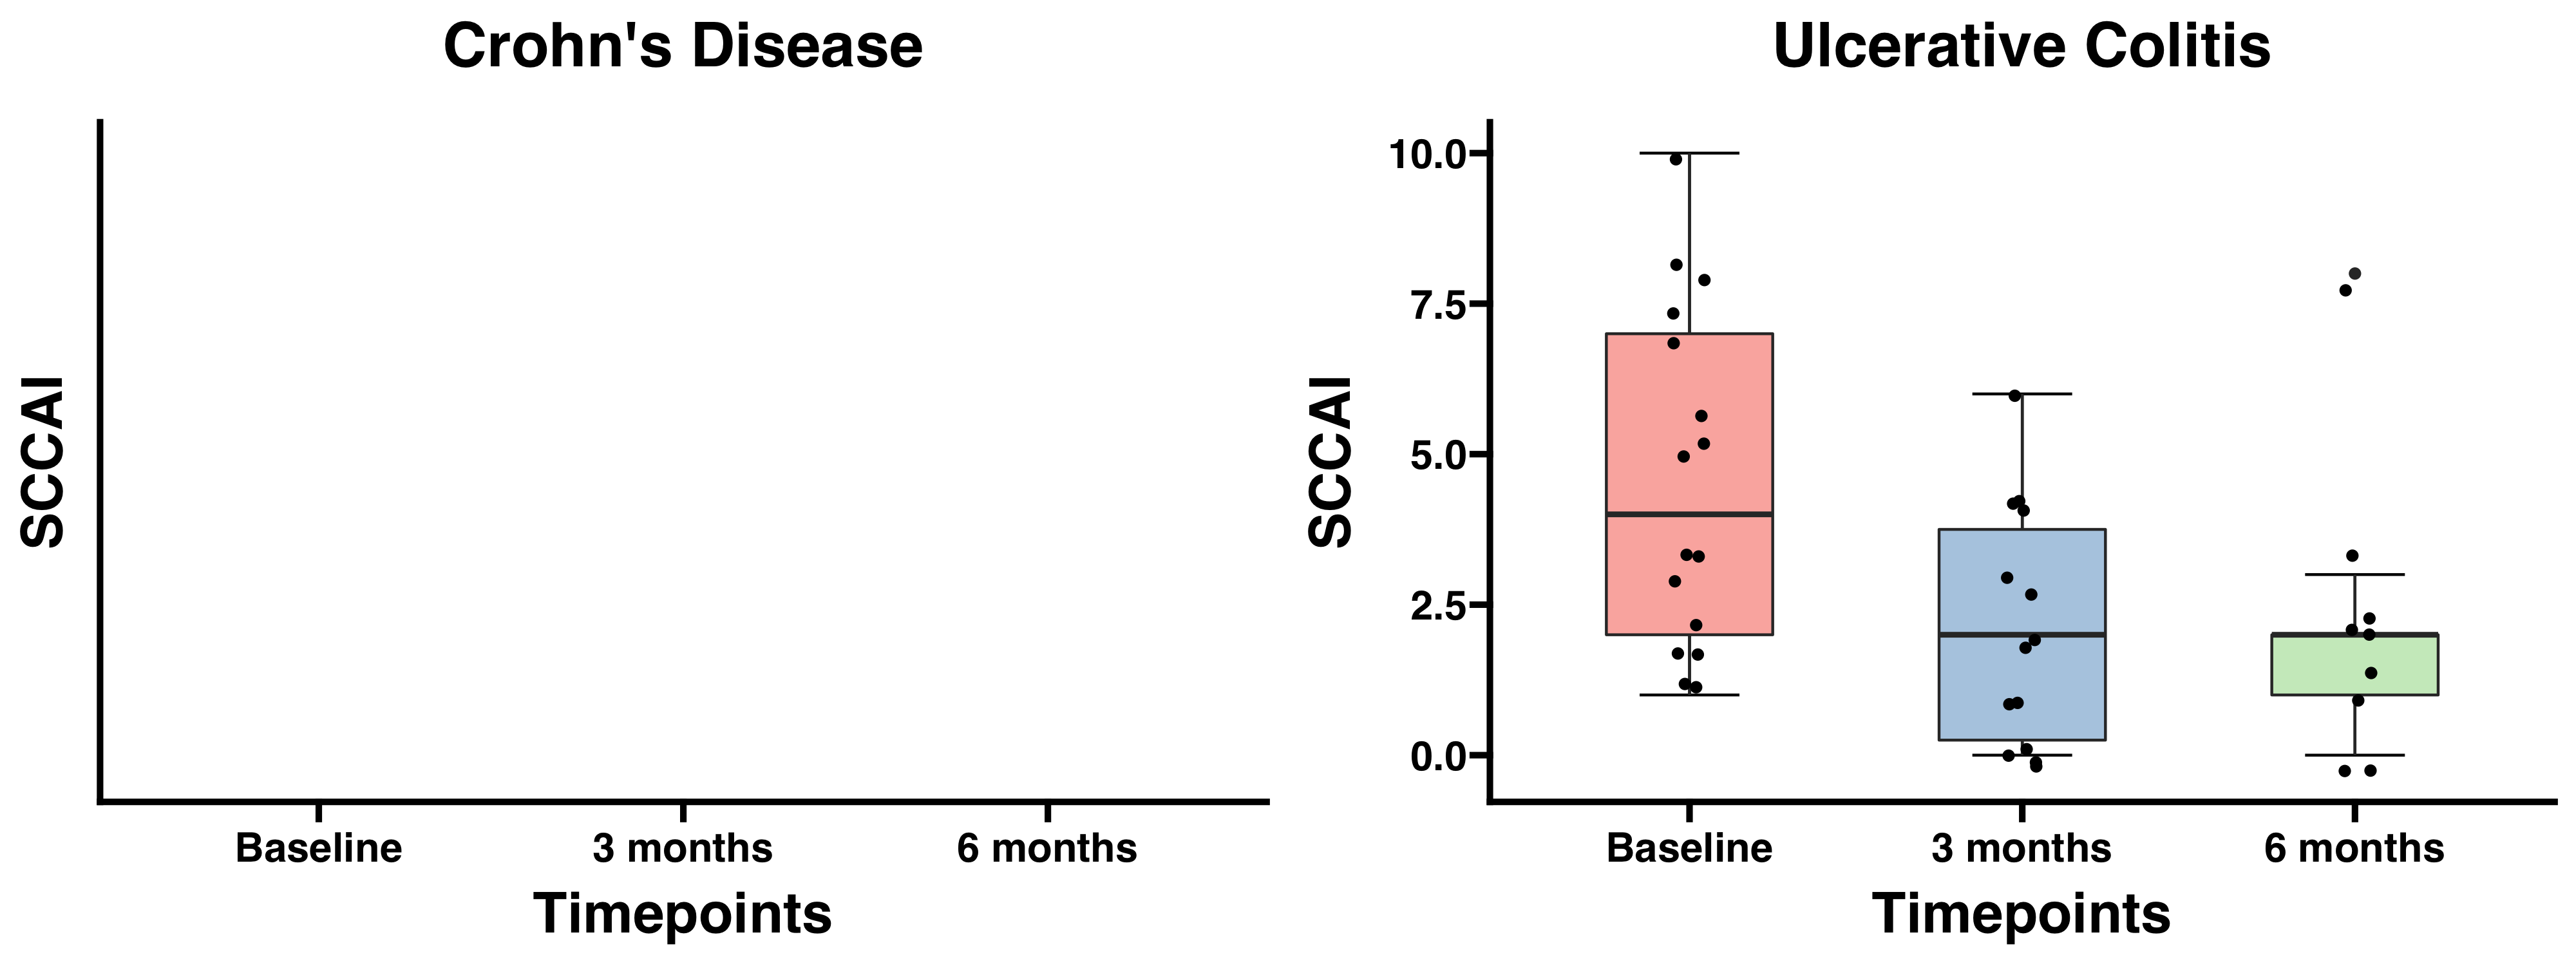 Crohn's Disease
SCCAI
Baseline 3 months 6 months
Timepoints
Ulcerative Colitis
SCCAI
10.0
7.5
5.0
2.5
0.0
Baseline 3 months 6 months
Timepoints